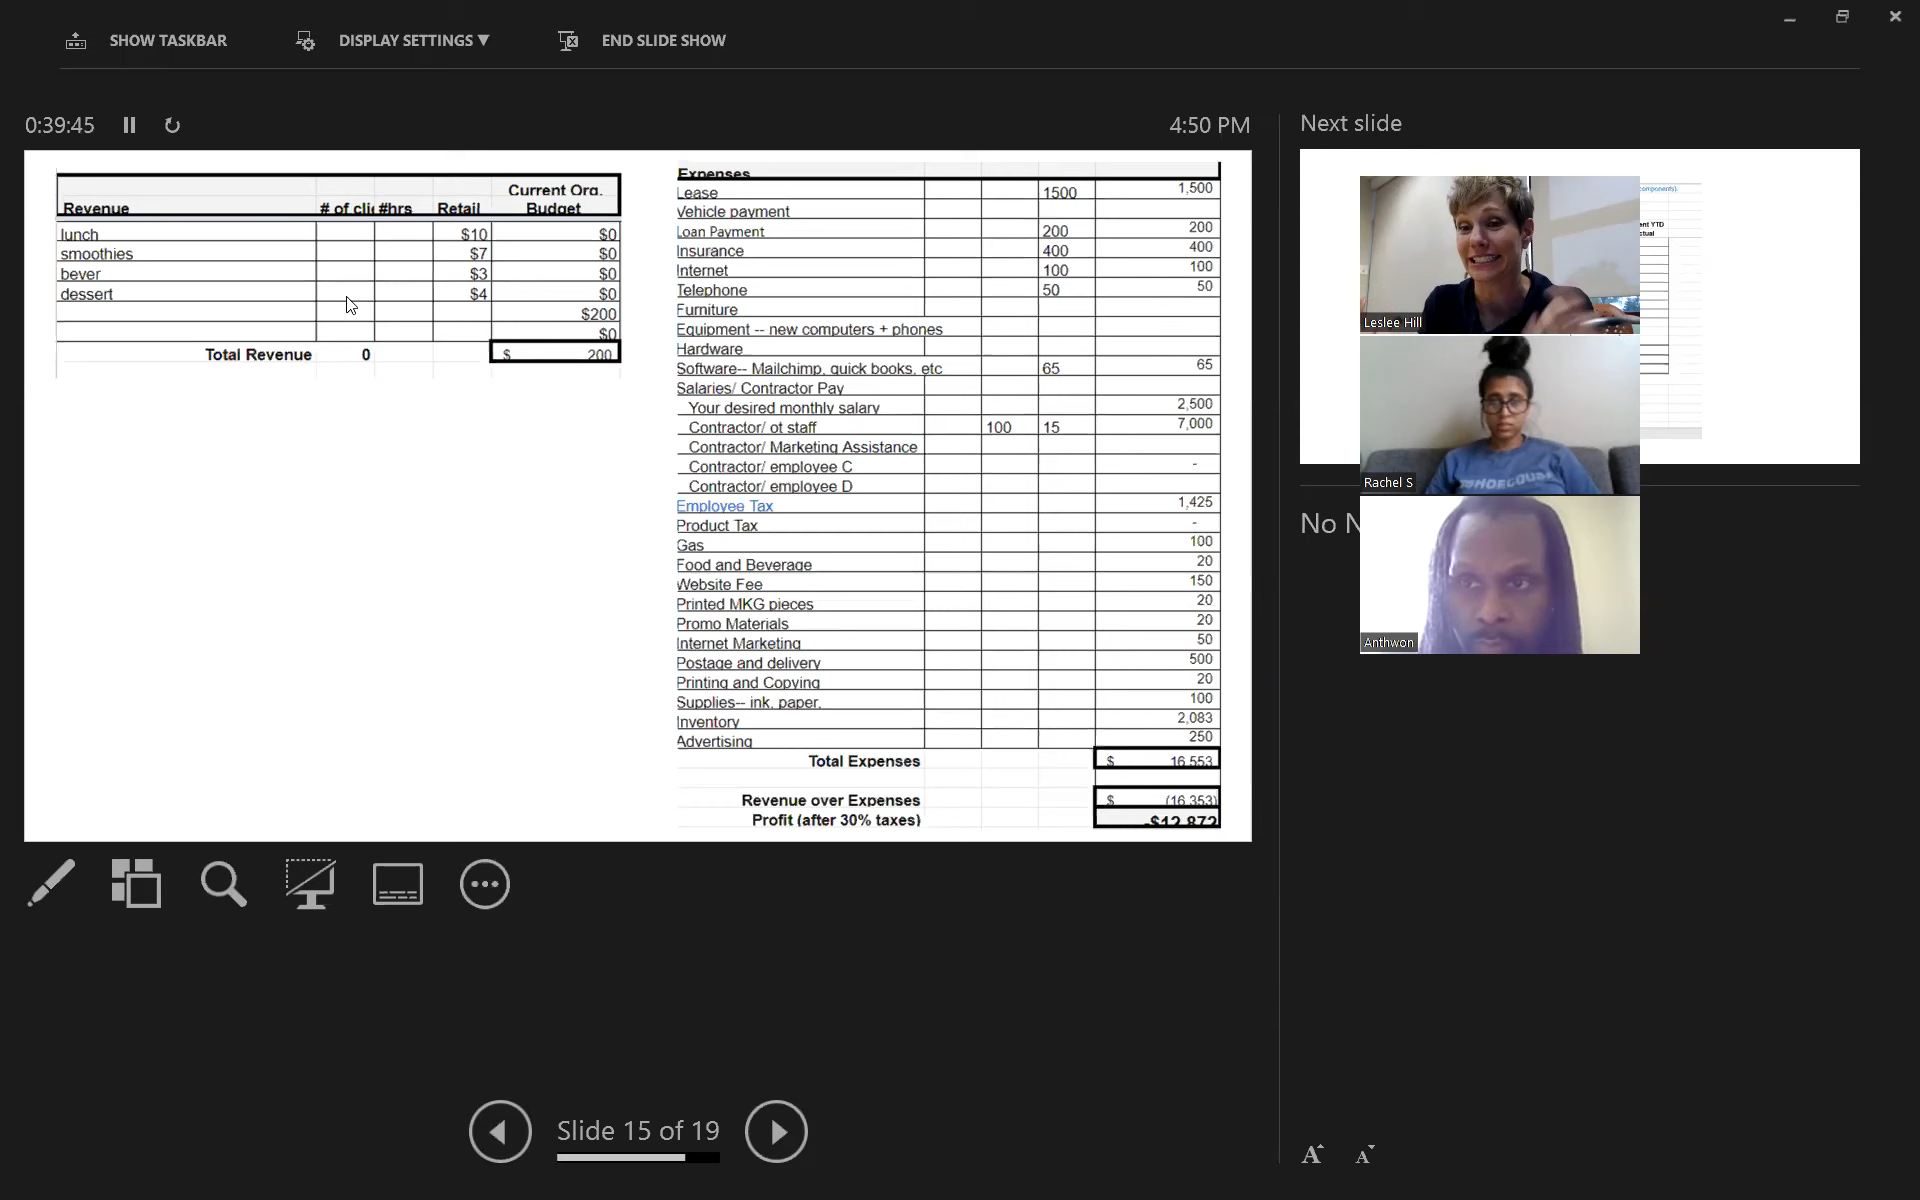 SHOW TASKBAR
DISPLAY SETTINGS ▼
END SLIDE SHOW
0:39:45
4:50 PM
Next slide
Current Org.
Revenue # of cli #hrs Retail Budget
lunch $10 $0
smoothies $7 $0
bever $3 $0
dessert $4 $0
$200
$0
Total Revenue 0 $ 200
Expenses
Lease 1500 1,500
Vehicle payment
Loan Payment 200 200
Insurance 400 400
Internet 100 100
Telephone 50 50
Furniture
Equipment -- new computers + phones
Hardware
Software-- Mailchimp, quick books, etc 65 65
Salaries/ Contractor Pay
Your desired monthly salary 2,500
Contractor/ ot staff 100 15 7,000
Contractor/ Marketing Assistance
Contractor/ employee C -
Contractor/ employee D
Employee Tax 1,425
Product Tax -
Gas 100
Food and Beverage 20
Website Fee 150
Printed MKG pieces 20
Promo Materials 20
Internet Marketing 50
Postage and delivery 500
Printing and Copying 20
Supplies-- ink, paper, 100
Inventory 2,083
Advertising 250
Total Expenses $ 16,553
Revenue over Expenses $ (16,353)
Profit (after 30% taxes) -$12,872
components).
nt YTD
tual
Leslee Hill
Rachel S
Anthwon
No N
Slide 15 of 19
A A